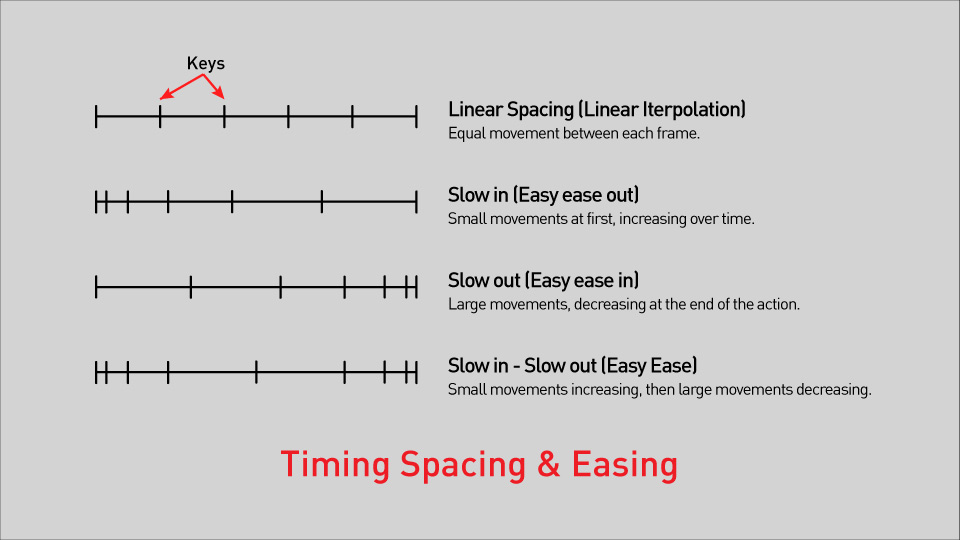 Keys
Linear Spacing (Linear Iterpolation)
Equal movement between each frame.
Slow in (Easy ease out)
Small movements at first, increasing over time.
Slow out (Easy ease in)
Large movements, decreasing at the end of the action.
Slow in - Slow out (Easy Ease)
Small movements increasing, then large movements decreasing.
Timing Spacing & Easing